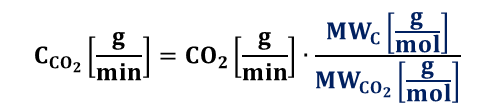 C_CO₂ [g/min] = CO₂ [g/min] · MW_C [g/mol] / MW_CO₂ [g/mol]